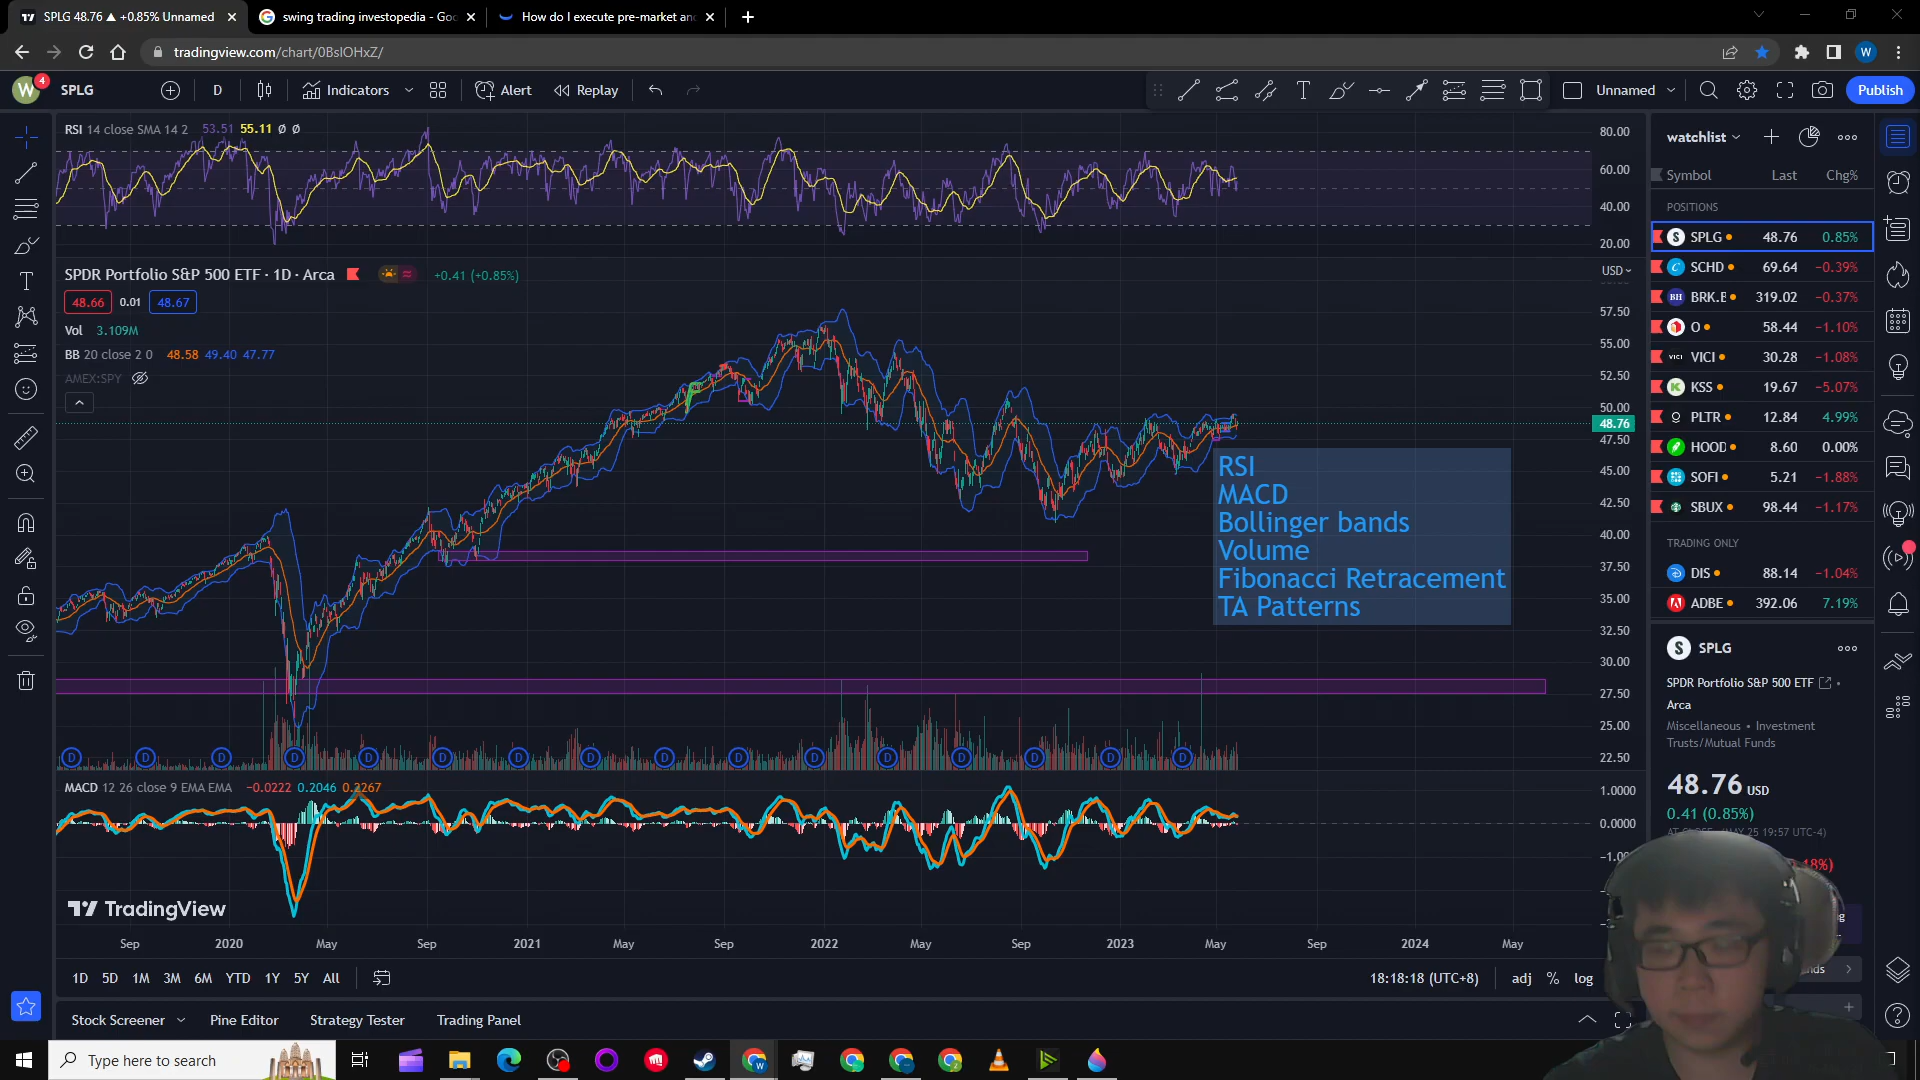 SPLG 48.76 ▲ +0.85% Unnamed
swing trading investopedia - Goo
How do I execute pre-market an
tradingview.com/chart/0BslOHxZ/
W
W 4
SPLG
D
Indicators
Alert
Replay
Unnamed
Publish
RSI 14 close SMA 14 2 53.51 55.11 Ø Ø
80.00
60.00
40.00
20.00
SPDR Portfolio S&P 500 ETF · 1D · Arca
+0.41 (+0.85%)
USD
48.66 0.01 48.67
Vol 3.109M
BB 20 close 2 0 48.58 49.40 47.77
AMEX:SPY
57.50
55.00
52.50
50.00
48.76
47.50
45.00
42.50
40.00
37.50
35.00
32.50
30.00
27.50
25.00
22.50
RSI
MACD
Bollinger bands
Volume
Fibonacci Retracement
TA Patterns
D D D D D D D D D D D D D D D D
MACD 12 26 close 9 EMA EMA −0.0222 0.2046 0.2267
1.0000
0.0000
TradingView
Sep 2020 May Sep 2021 May Sep 2022 May Sep 2023 May Sep 2024 May
1D 5D 1M 3M 6M YTD 1Y 5Y All
18:18:18 (UTC+8) adj % log
Stock Screener Pine Editor Strategy Tester Trading Panel
watchlist
Symbol Last Chg%
POSITIONS
SPLG 48.76 0.85%
SCHD 69.64 −0.39%
BRK.B 319.02 −0.37%
O 58.44 −1.10%
VICI 30.28 −1.08%
KSS 19.67 −5.07%
PLTR 12.84 4.99%
HOOD 8.60 0.00%
SOFI 5.21 −1.88%
SBUX 98.44 −1.17%
TRADING ONLY
DIS 88.14 −1.04%
ADBE 392.06 7.19%
SPLG
SPDR Portfolio S&P 500 ETF
Arca
Miscellaneous • Investment
Trusts/Mutual Funds
48.76 USD
0.41 (0.85%)
Type here to search